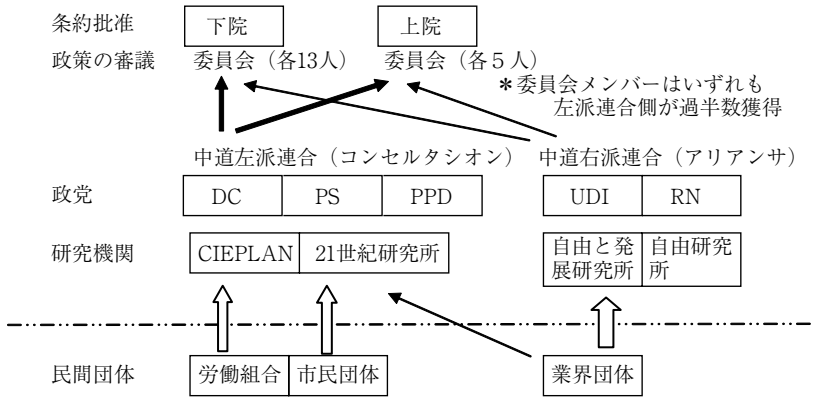 条約批准 下院 上院
政策の審議 委員会（各13人） 委員会（各５人）
＊委員会メンバーはいずれも
左派連合側が過半数獲得
中道左派連合（コンセルタシオン） 中道右派連合（アリアンサ）
政党 DC PS PPD UDI RN
研究機関 CIEPLAN 21世紀研究所 自由と発 自由研究
展研究所 所
民間団体 労働組合 市民団体 業界団体